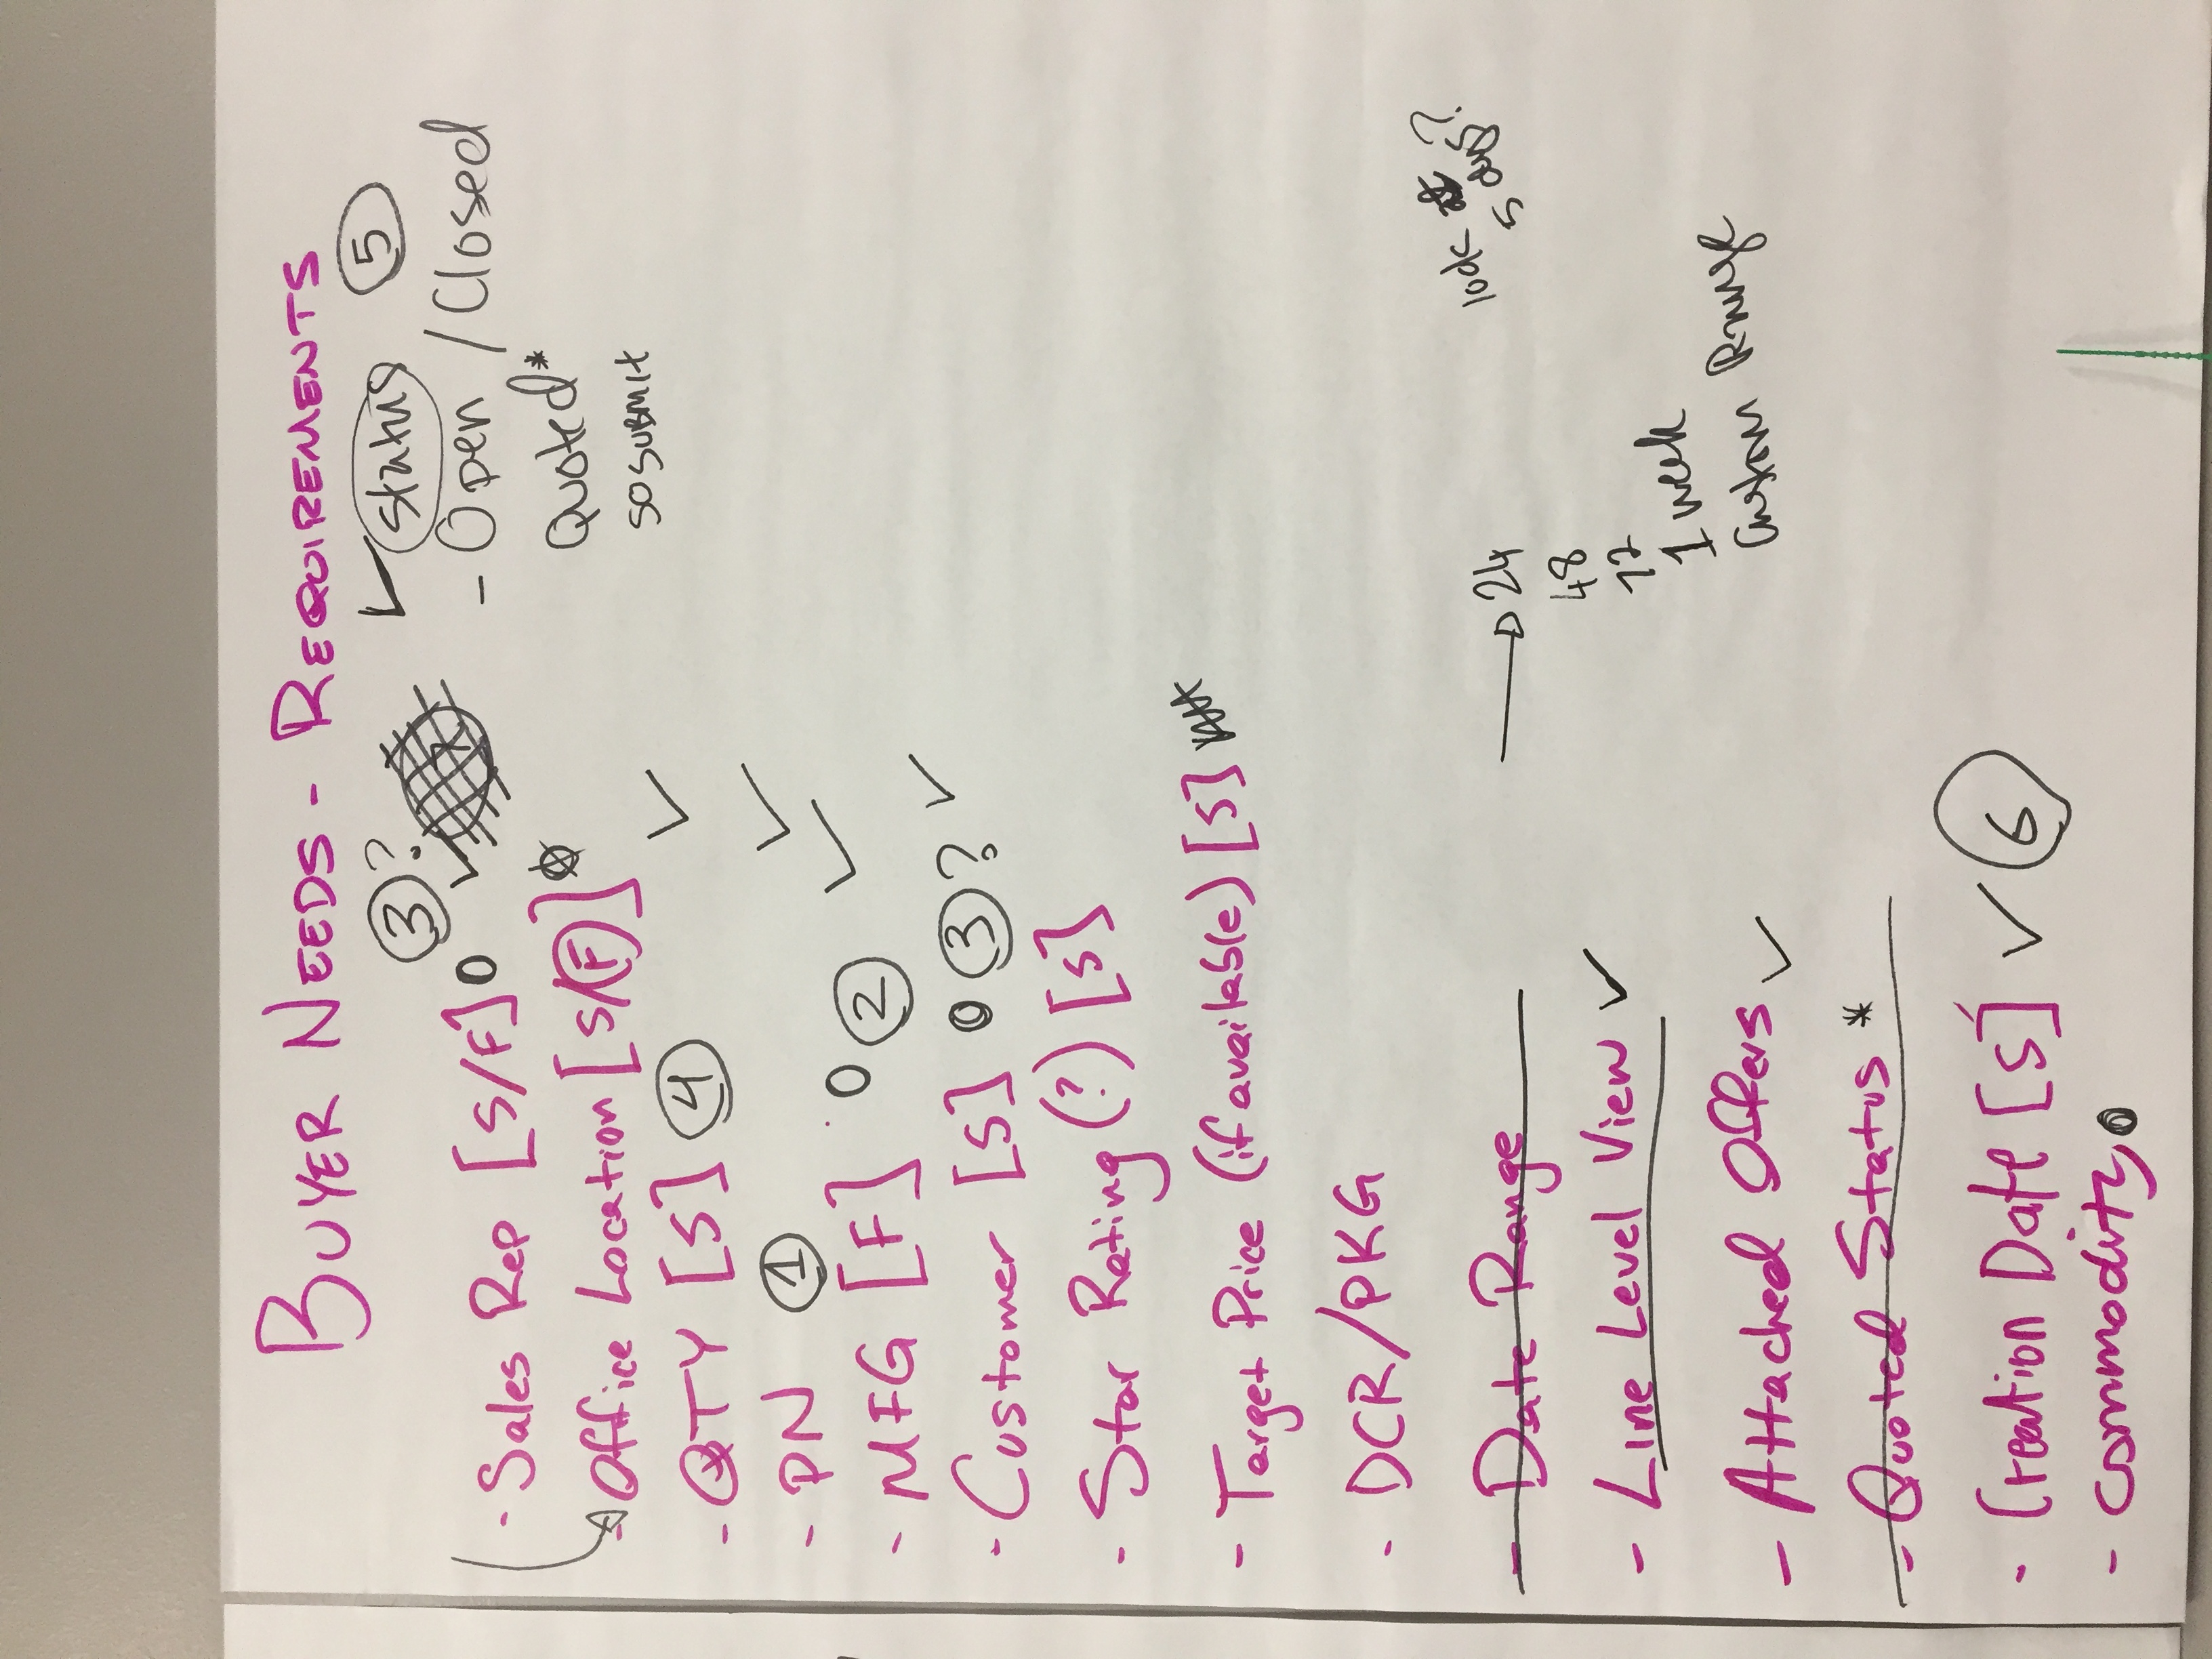 BUYER NEEDS - REQUIREMENTS
✓ Status 5
3?
- Sales Rep [S/F] O ✓
- Open / Closed
Quoted*
SO SUBMIT
- Office Location [S/F]
- QTY [S] 4 ✓
- PN 1 ✓
- MFG [F] O 2 ✓
- Customer [S] O 3? ✓
- Star Rating (?) [S]
- Target Price (if available) [S]
- DCR/PKG
- Date Range
→ 24
48
72
1 week
Custom Range
look at
5 days?
- Line Level View ✓
- Attached Offers ✓
- Quoted Status *
- Creation Date [S] ✓ 6
- Commodity O